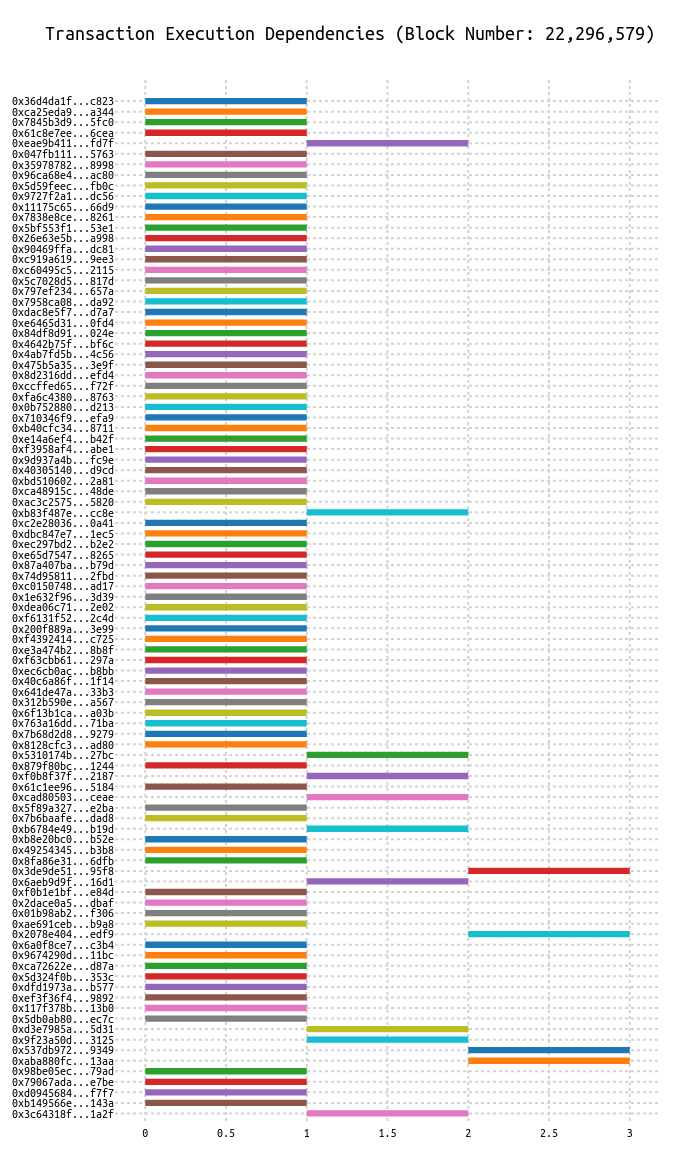 Transaction Execution Dependencies (Block Number: 22,296,579)
0x36d4da1f...c823
0xca25eda9...a344
0x7845b3d9...5fc0
0x61c8e7ee...6cea
0xeae9b411...fd7f
0x047fb111...5763
0x35978782...8998
0x96ca68e4...ac80
0x5d59feec...fb0c
0x9727f2a1...dc56
0x11175c65...66d9
0x7838e8ce...8261
0x5bf553f1...53e1
0x26e63e5b...a998
0x90469ffa...dc81
0xc919a619...9ee3
0xc60495c5...2115
0x5c7028d5...817d
0x797ef234...657a
0x7958ca08...da92
0xdac8e5f7...d7a7
0xe6465d31...0fd4
0x84df8d91...024e
0x4642b75f...bf6c
0x4ab7fd5b...4c56
0x475b5a35...3e9f
0x8d2316dd...efd4
0xccffed65...f72f
0xfa6c4380...8763
0x0b752880...d213
0x710346f9...efa9
0xb40cfc34...8711
0xe14a6ef4...b42f
0xf3958af4...abe1
0x9d937a4b...fc9e
0x40305140...d9cd
0xbd510602...2a81
0xca48915c...48de
0xac3c2575...5820
0xb83f487e...cc8e
0xc2e28036...0a41
0xdbc847e7...1ec5
0xec297bd2...b2e2
0xe65d7547...8265
0x87a407ba...b79d
0x74d95811...2fbd
0xc0150748...ad17
0x1e632f96...3d39
0xdea06c71...2e02
0xf6131f52...2c4d
0x200f889a...3e99
0xf4392414...c725
0xe3a474b2...8b8f
0xf63cbb61...297a
0xec6cb0ac...b8bb
0x40c6a86f...1f14
0x641de47a...33b3
0x312b590e...a567
0x6f13b1ca...a03b
0x763a16dd...71ba
0x7b68d2d8...9279
0x8128cfc3...ad80
0x5310174b...27bc
0x879f80bc...1244
0xf0b8f37f...2187
0x61c1ee96...5184
0xcad80503...ceae
0x5f89a327...e2ba
0x7b6baafe...dad8
0xb6784e49...b19d
0xb8e20bc0...b52e
0x49254345...b3b8
0x8fa86e31...6dfb
0x3de9de51...95f8
0x6aeb9d9f...16d1
0xf0b1e1bf...e84d
0x2dace0a5...dbaf
0x01b98ab2...f306
0xae691ceb...b9a8
0x2078e404...edf9
0x6a0f8ce7...c3b4
0x9674290d...11bc
0xca72622e...d87a
0x5d324f0b...353c
0xdfd1973a...b577
0xef3f36f4...9892
0x117f378b...13b0
0x5db0ab80...ec7c
0xd3e7985a...5d31
0x9f23a50d...3125
0x537db972...9349
0xaba880fc...13aa
0x98be05ec...79ad
0x79067ada...e7be
0xd0945684...f7f7
0xb149566e...143a
0x3c64318f...1a2f
0 0.5 1 1.5 2 2.5 3